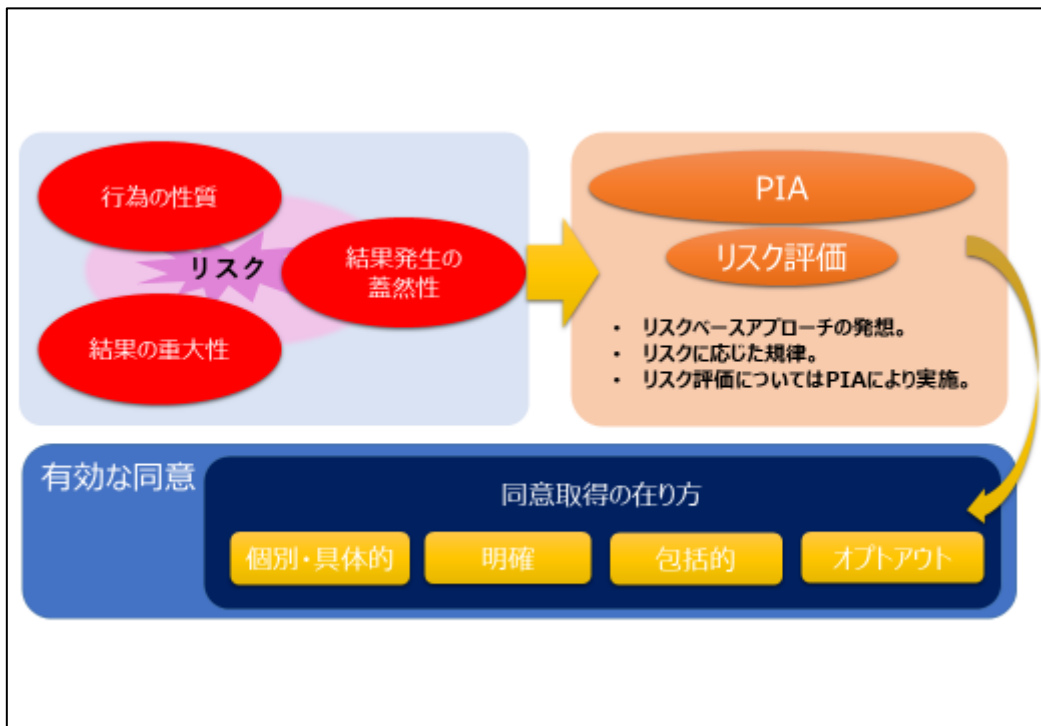 行為の性質
リスク
結果発生の
蓋然性
結果の重大性
PIA
リスク評価
• リスクベースアプローチの発想。
• リスクに応じた規律。
• リスク評価についてはPIAにより実施。
有効な同意
同意取得の在り方
個別・具体的
明確
包括的
オプトアウト